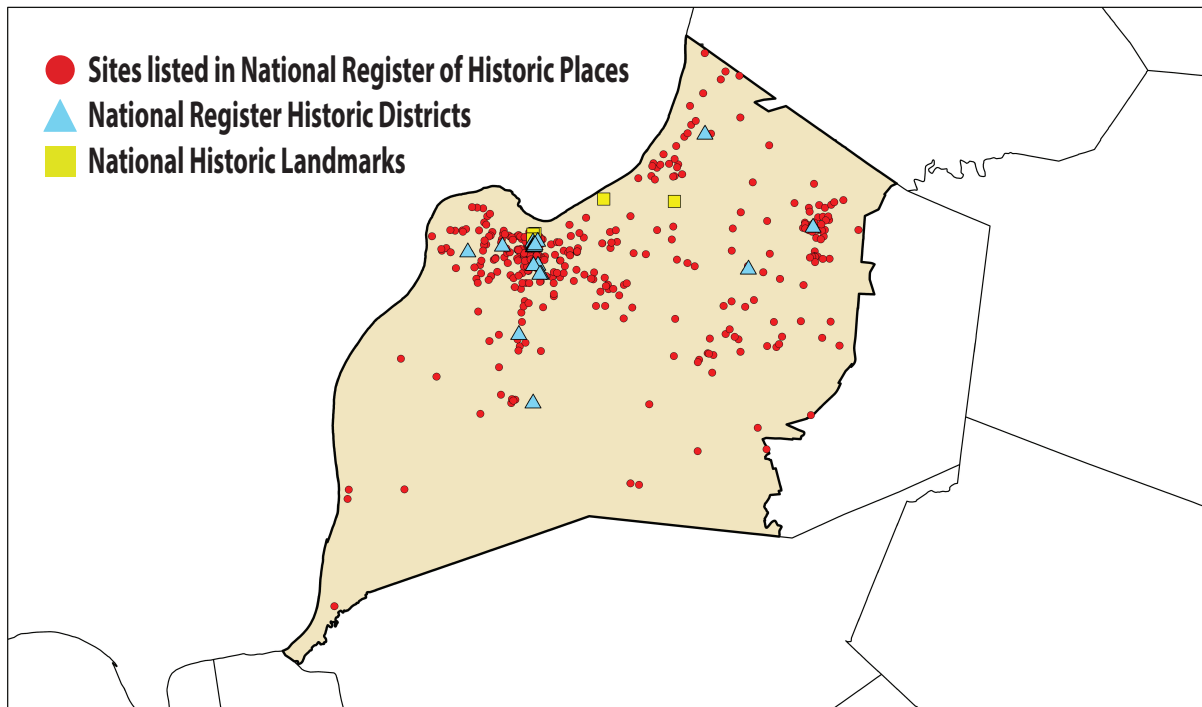 Sites listed in National Register of Historic Places
National Register Historic Districts
National Historic Landmarks